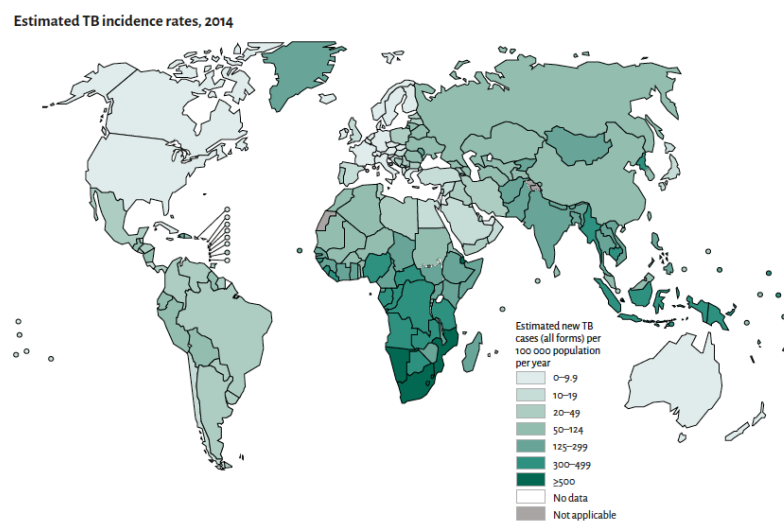 Estimated TB incidence rates, 2014
Estimated new TB
cases (all forms) per
100 000 population
per year
0–9.9
10–19
20–49
50–124
125–299
300–499
≥500
No data
Not applicable